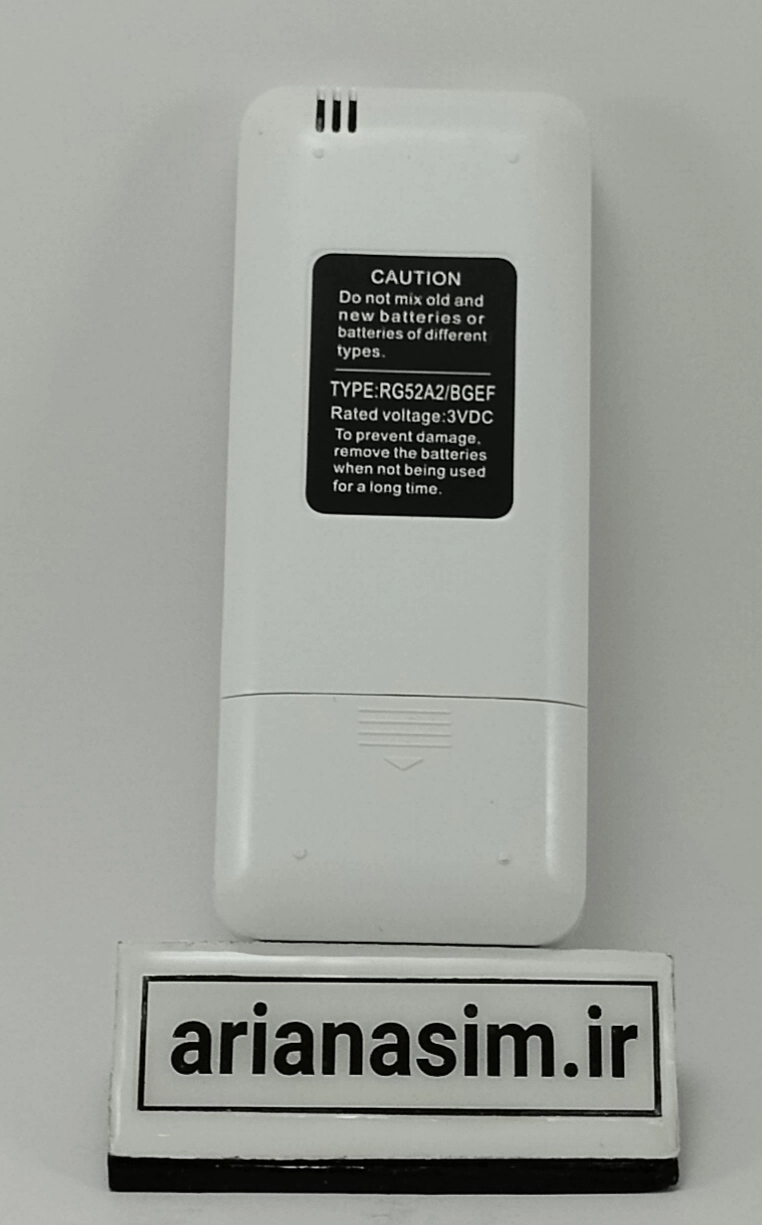 CAUTION
Do not mix old and
new batteries or
batteries of different
types.
TYPE:RG52A2/BGEF
Rated voltage:3VDC
To prevent damage,
remove the batteries
when not being used
for a long time.
arianasim.ir